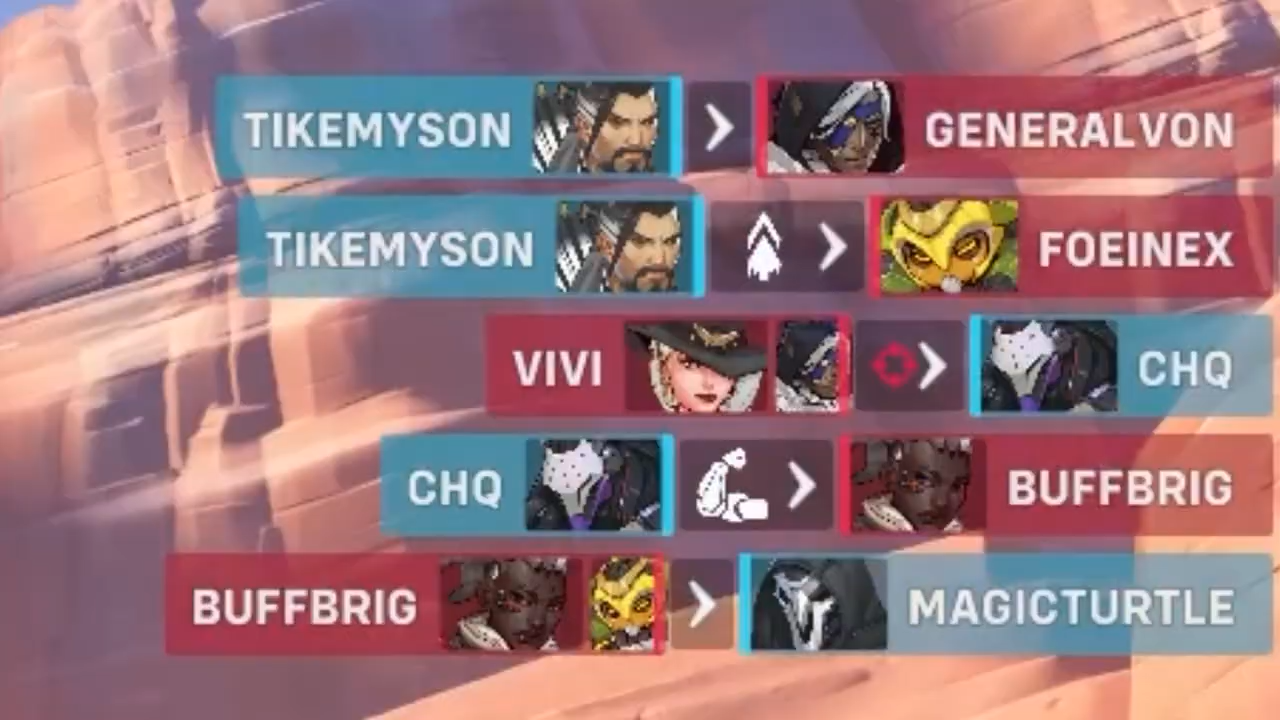 TIKEMYSON GENERALVON
TIKEMYSON FOEINEX
VIVI CHQ
CHQ BUFFBRIG
BUFFBRIG MAGICTURTLE